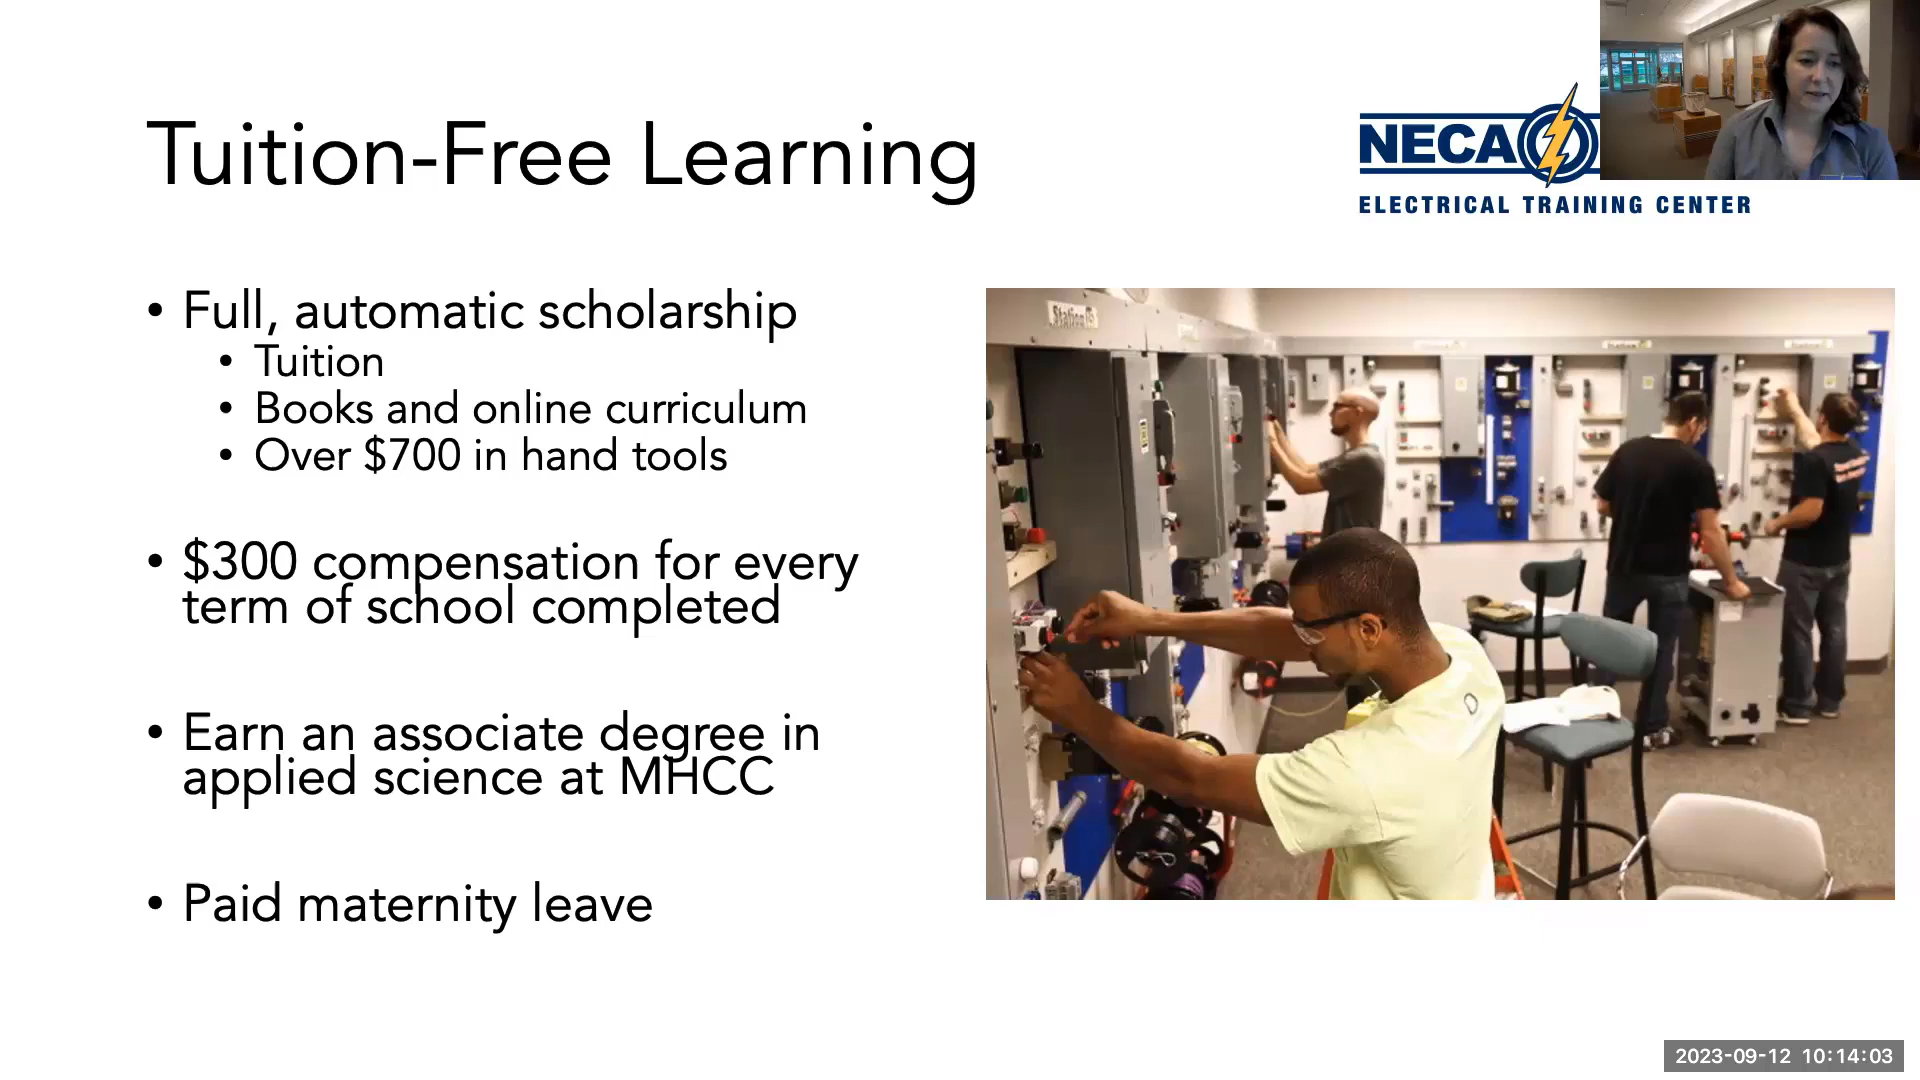 Tuition-Free Learning
NECA
ELECTRICAL TRAINING CENTER
• Full, automatic scholarship
• Tuition
• Books and online curriculum
• Over $700 in hand tools
• $300 compensation for every
term of school completed
• Earn an associate degree in
applied science at MHCC
• Paid maternity leave
2023-09-12 10:14:03